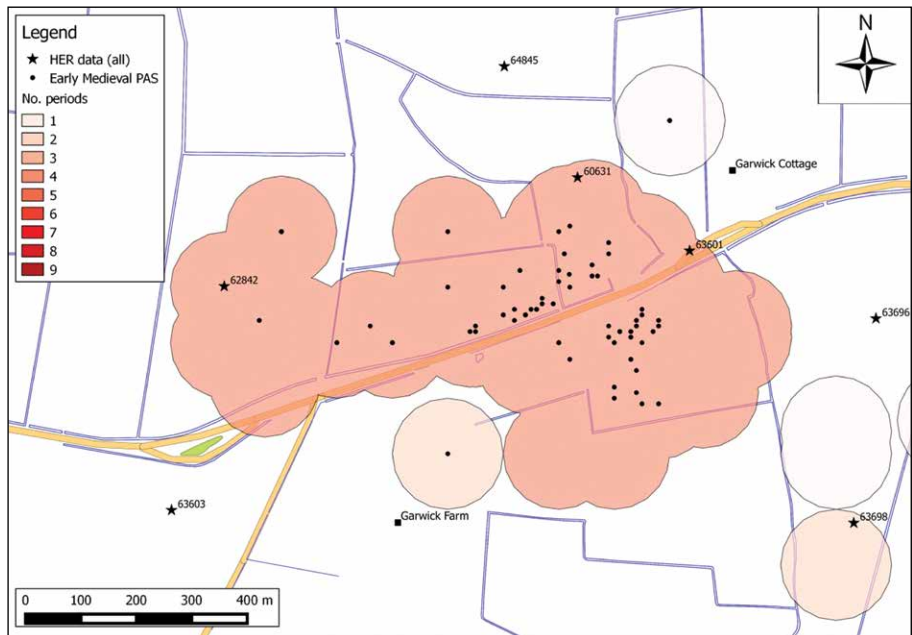 Legend
HER data (all)
Early Medieval PAS
No. periods
1
2
3
4
5
6
7
8
9
N
64845
Garwick Cottage
60631
63601
62842
63696
63603
Garwick Farm
63698
0 100 200 300 400 m